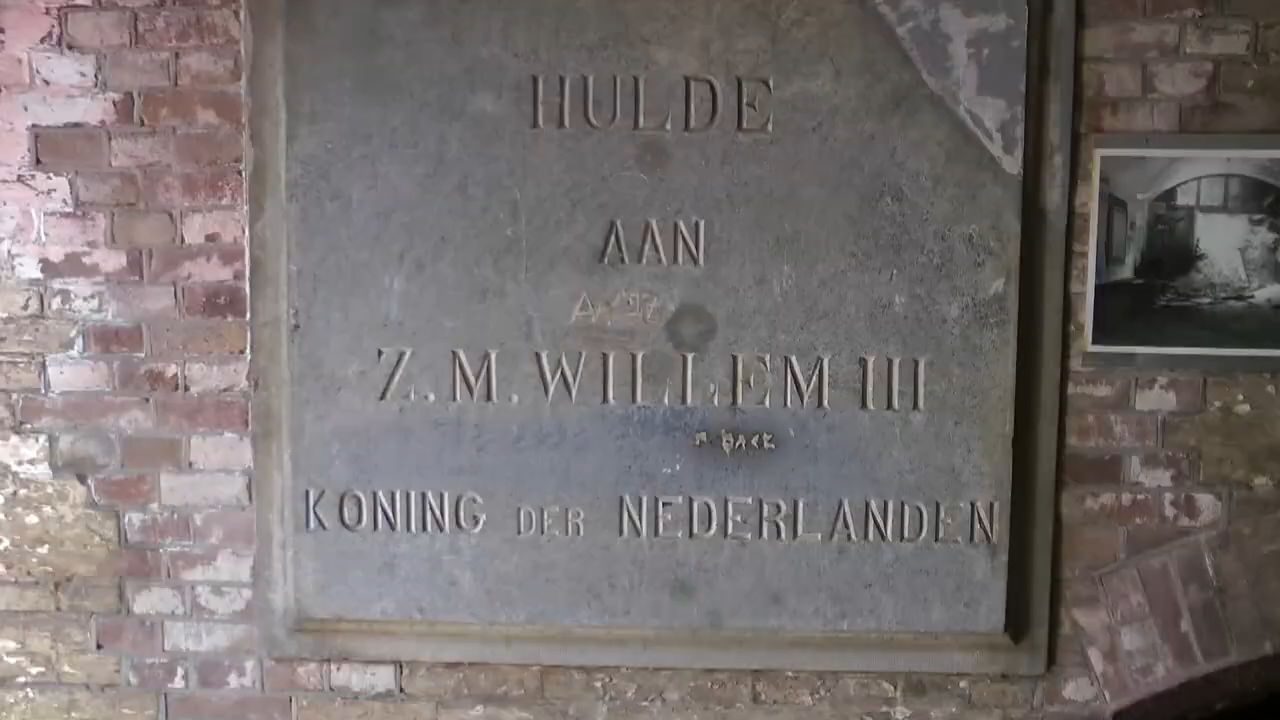 HULDE
AAN
Z.M. WILLEM III
KONING DER NEDERLANDEN